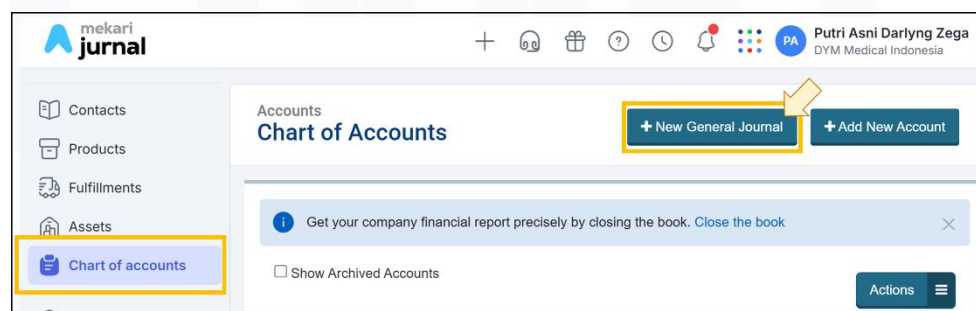 mekari
jurnal
PA
Putri Asni Darlyng Zega
DYM Medical Indonesia
Contacts
Products
Fulfillments
Assets
Chart of accounts
Accounts
Chart of Accounts
+ New General Journal
+ Add New Account
Get your company financial report precisely by closing the book. Close the book
Show Archived Accounts
Actions